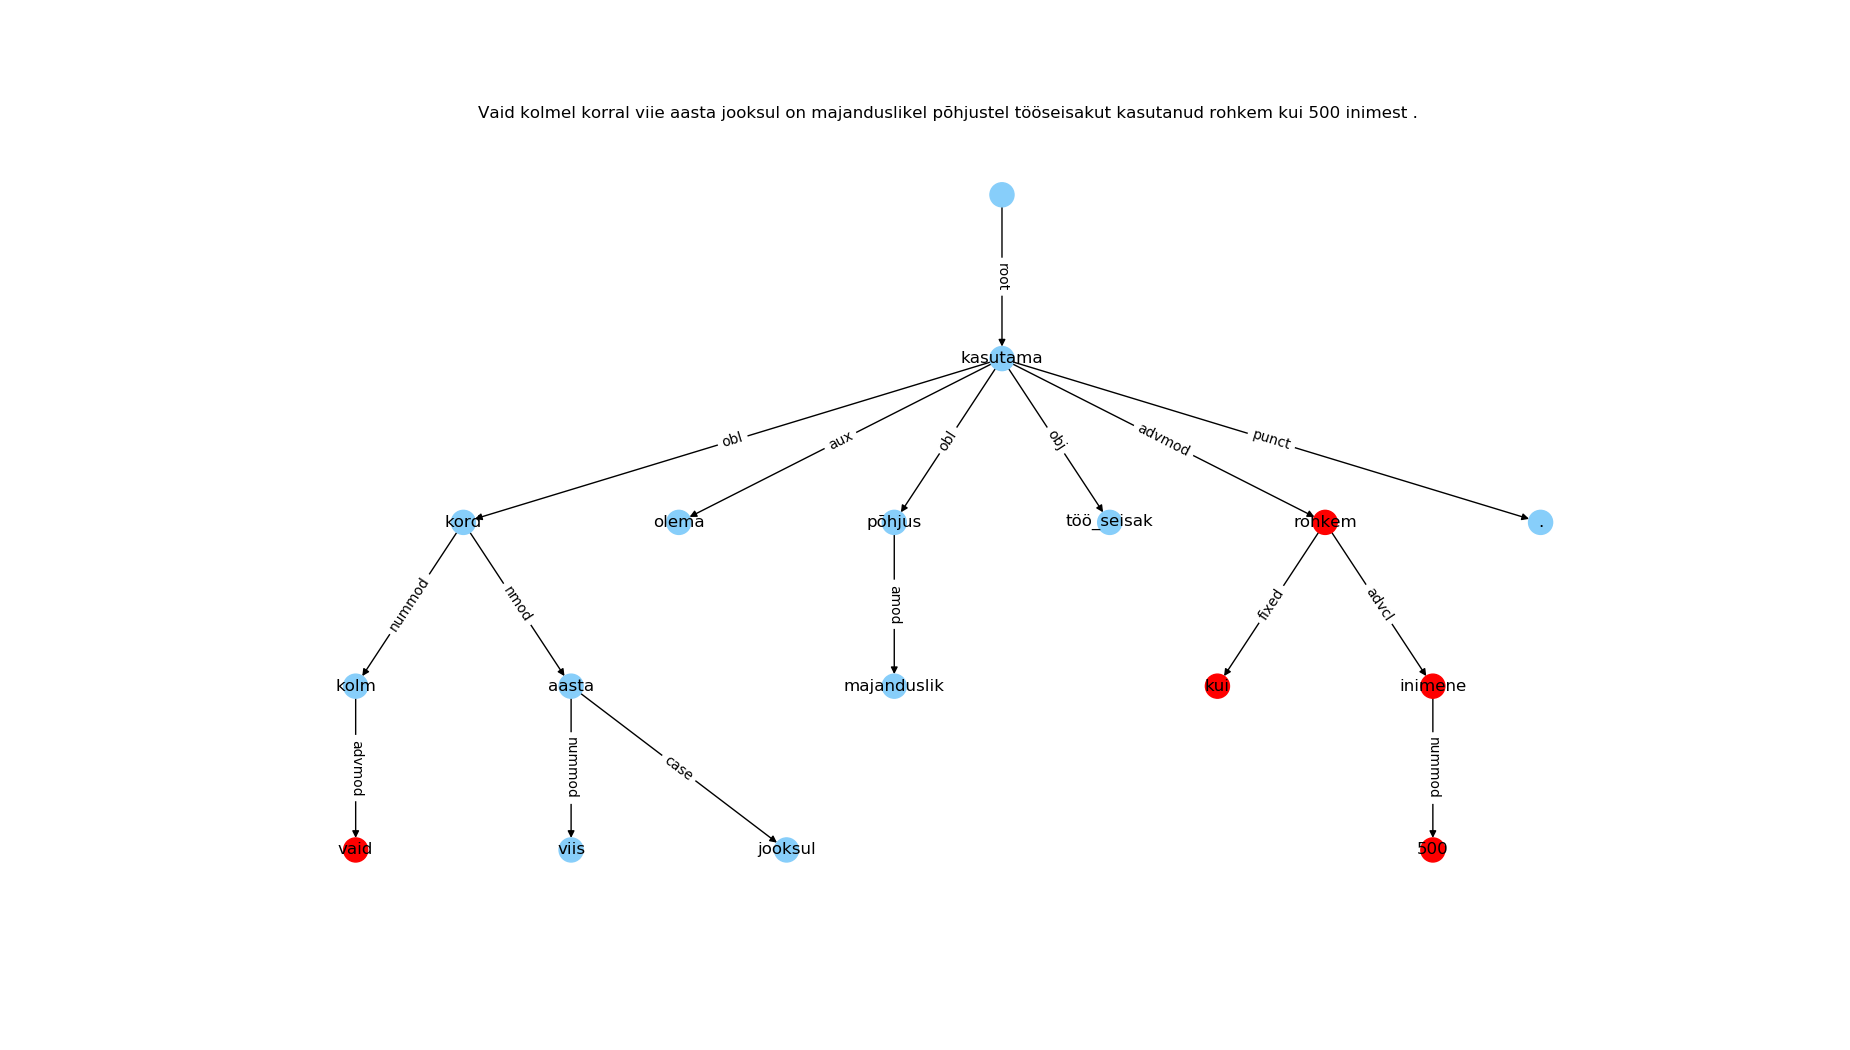 Vaid kolmel korral viie aasta jooksul on majanduslikel põhjustel tööseisakut kasutanud rohkem kui 500 inimest .
root
kasutama
obl aux obl obj advmod punct
kord olema põhjus töö_seisak rohkem .
nummod nmod amod fixed advcl
kolm aasta majanduslik kui inimene
advmod nummod case nummod
vaid viis jooksul 500